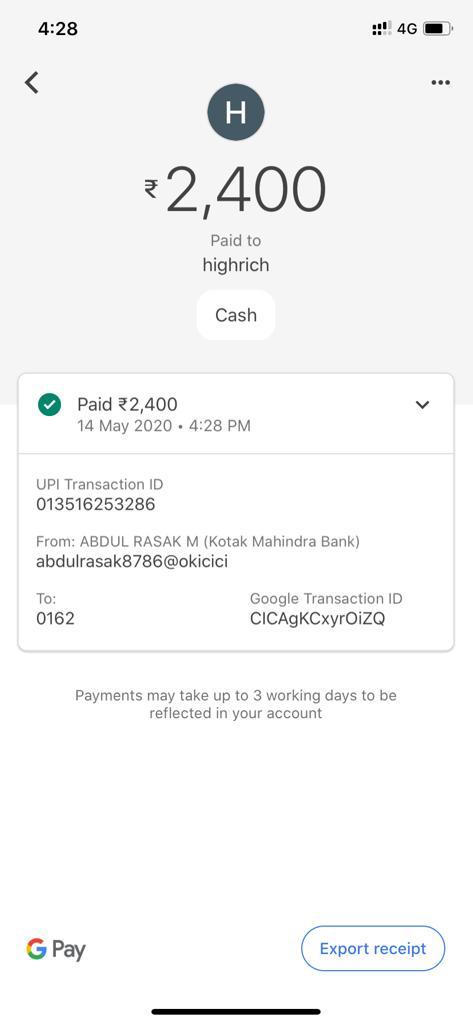 4:28
4G
H
₹2,400
Paid to
highrich
Cash
Paid ₹2,400
14 May 2020 • 4:28 PM
UPI Transaction ID
013516253286
From: ABDUL RASAK M (Kotak Mahindra Bank)
abdulrasak8786@okicici
To:
0162
Google Transaction ID
CICAgKCxyrOiZQ
Payments may take up to 3 working days to be
reflected in your account
G Pay
Export receipt